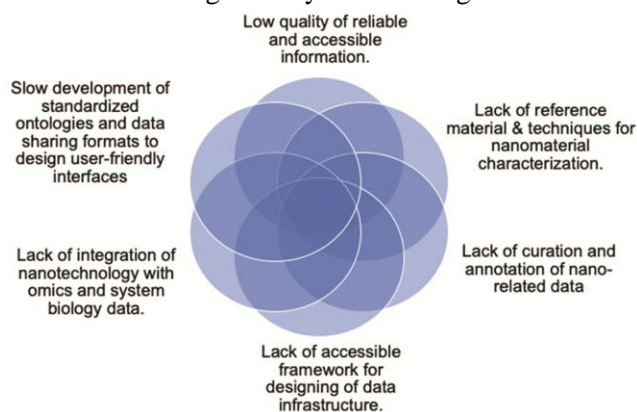 Low quality of reliable
and accessible
information.
Slow development of
standardized
ontologies and data
sharing formats to
design user-friendly
interfaces
Lack of reference
material & techniques for
nanomaterial
characterization.
Lack of integration of
nanotechnology with
omics and system
biology data.
Lack of curation and
annotation of nano-
related data
Lack of accessible
framework for
designing of data
infrastructure.